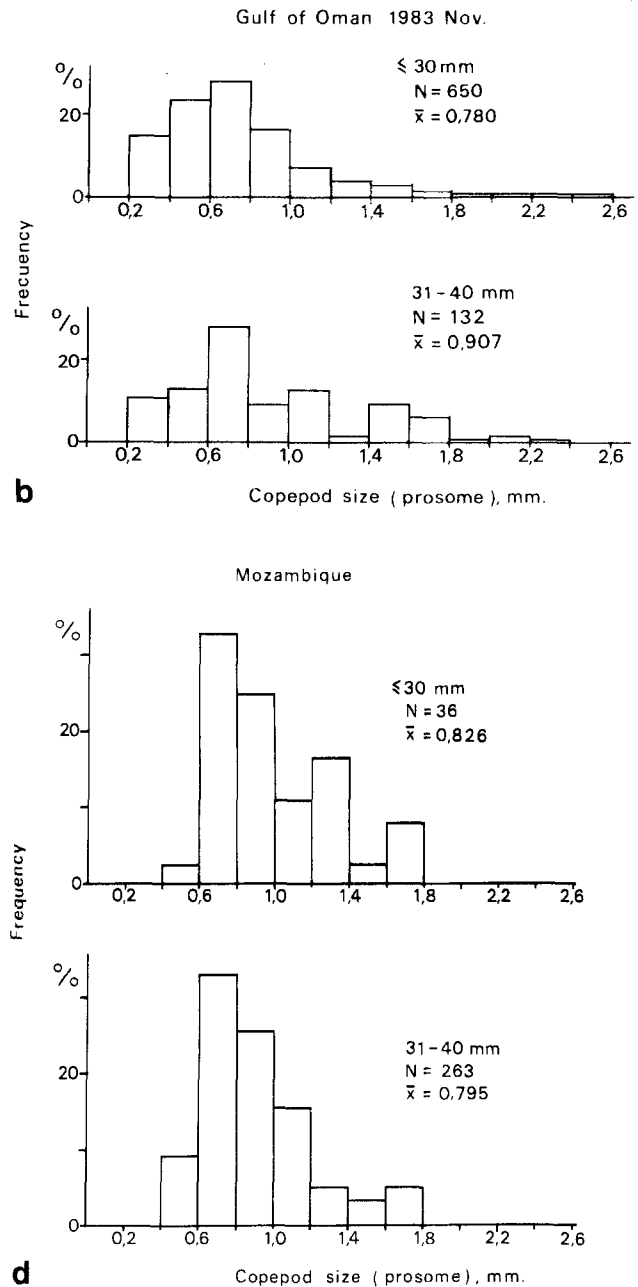 Gulf of Oman 1983 Nov.
%
⩽ 30 mm
N = 650
x̄ = 0,780
20
0
0,2 0,6 1,0 1,4 1,8 2,2 2,6
Frecuency
%
31-40 mm
N = 132
x̄ = 0,907
20
0
0,2 0,6 1,0 1,4 1,8 2,2 2,6
b
Copepod size (prosome), mm.
Mozambique
%
⩽30 mm
N = 36
x̄ = 0,826
20
0
0,2 0,6 1,0 1,4 1,8 2,2 2,6
Frequency
%
31-40 mm
N = 263
x̄ = 0,795
20
0
0,2 0,6 1,0 1,4 1,8 2,2 2,6
d
Copepod size (prosome), mm.